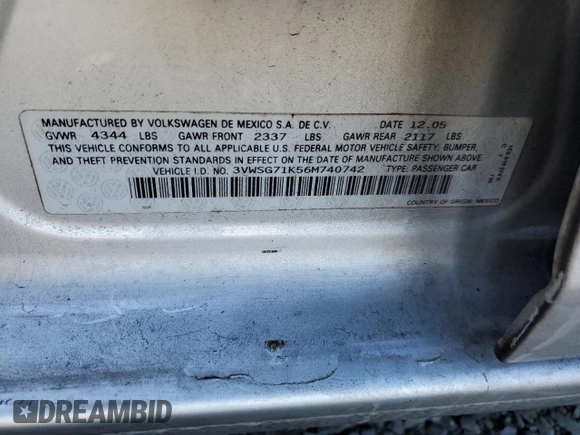 MANUFACTURED BY VOLKSWAGEN DE MEXICO S.A. DE C.V. DATE 12.05
GVWR 4344 LBS GAWR FRONT 2337 LBS GAWR REAR 2117 LBS
THIS VEHICLE CONFORMS TO ALL APPLICABLE U.S. FEDERAL MOTOR VEHICLE SAFETY, BUMPER,
AND THEFT PREVENTION STANDARDS IN EFFECT ON THE DATE OF MANUFACTURE SHOWN ABOVE.
VEHICLE I.D. NO. 3VWSG71K56M740742 TYPE: PASSENGER CAR
COUNTRY OF ORIGIN: MEXICO
DREAMBID